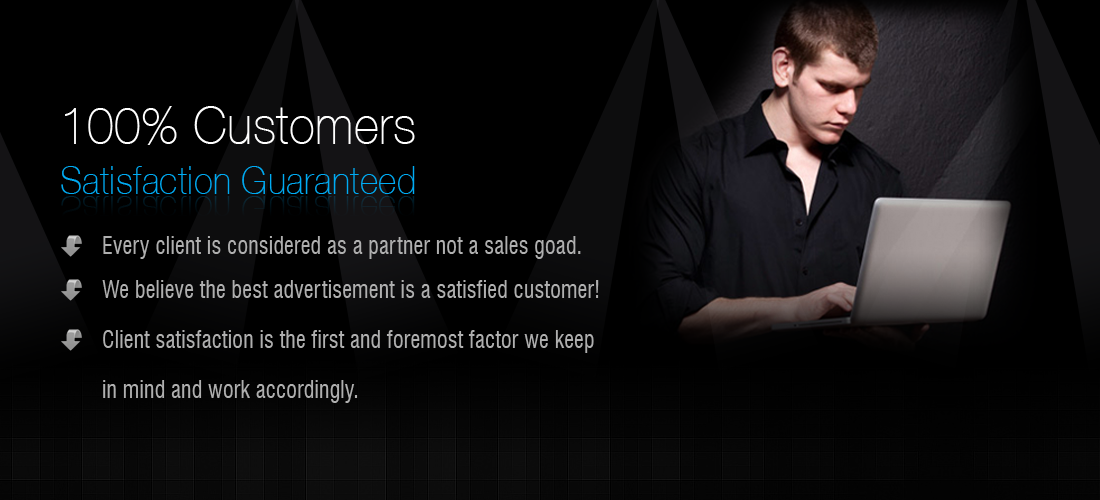 100% Customers
Satisfaction Guaranteed
Every client is considered as a partner not a sales goad.
We believe the best advertisement is a satisfied customer!
Client satisfaction is the first and foremost factor we keep
in mind and work accordingly.